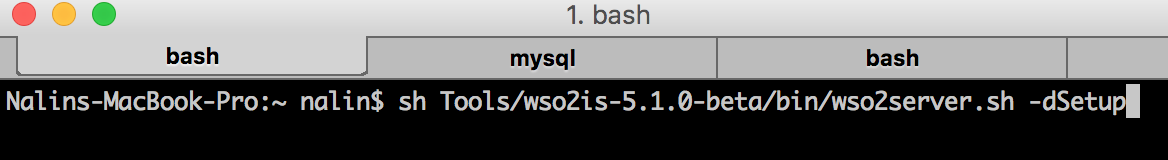 1. bash
bash mysql bash
Nalins-MacBook-Pro:~ nalin$ sh Tools/wso2is-5.1.0-beta/bin/wso2server.sh -dSetup